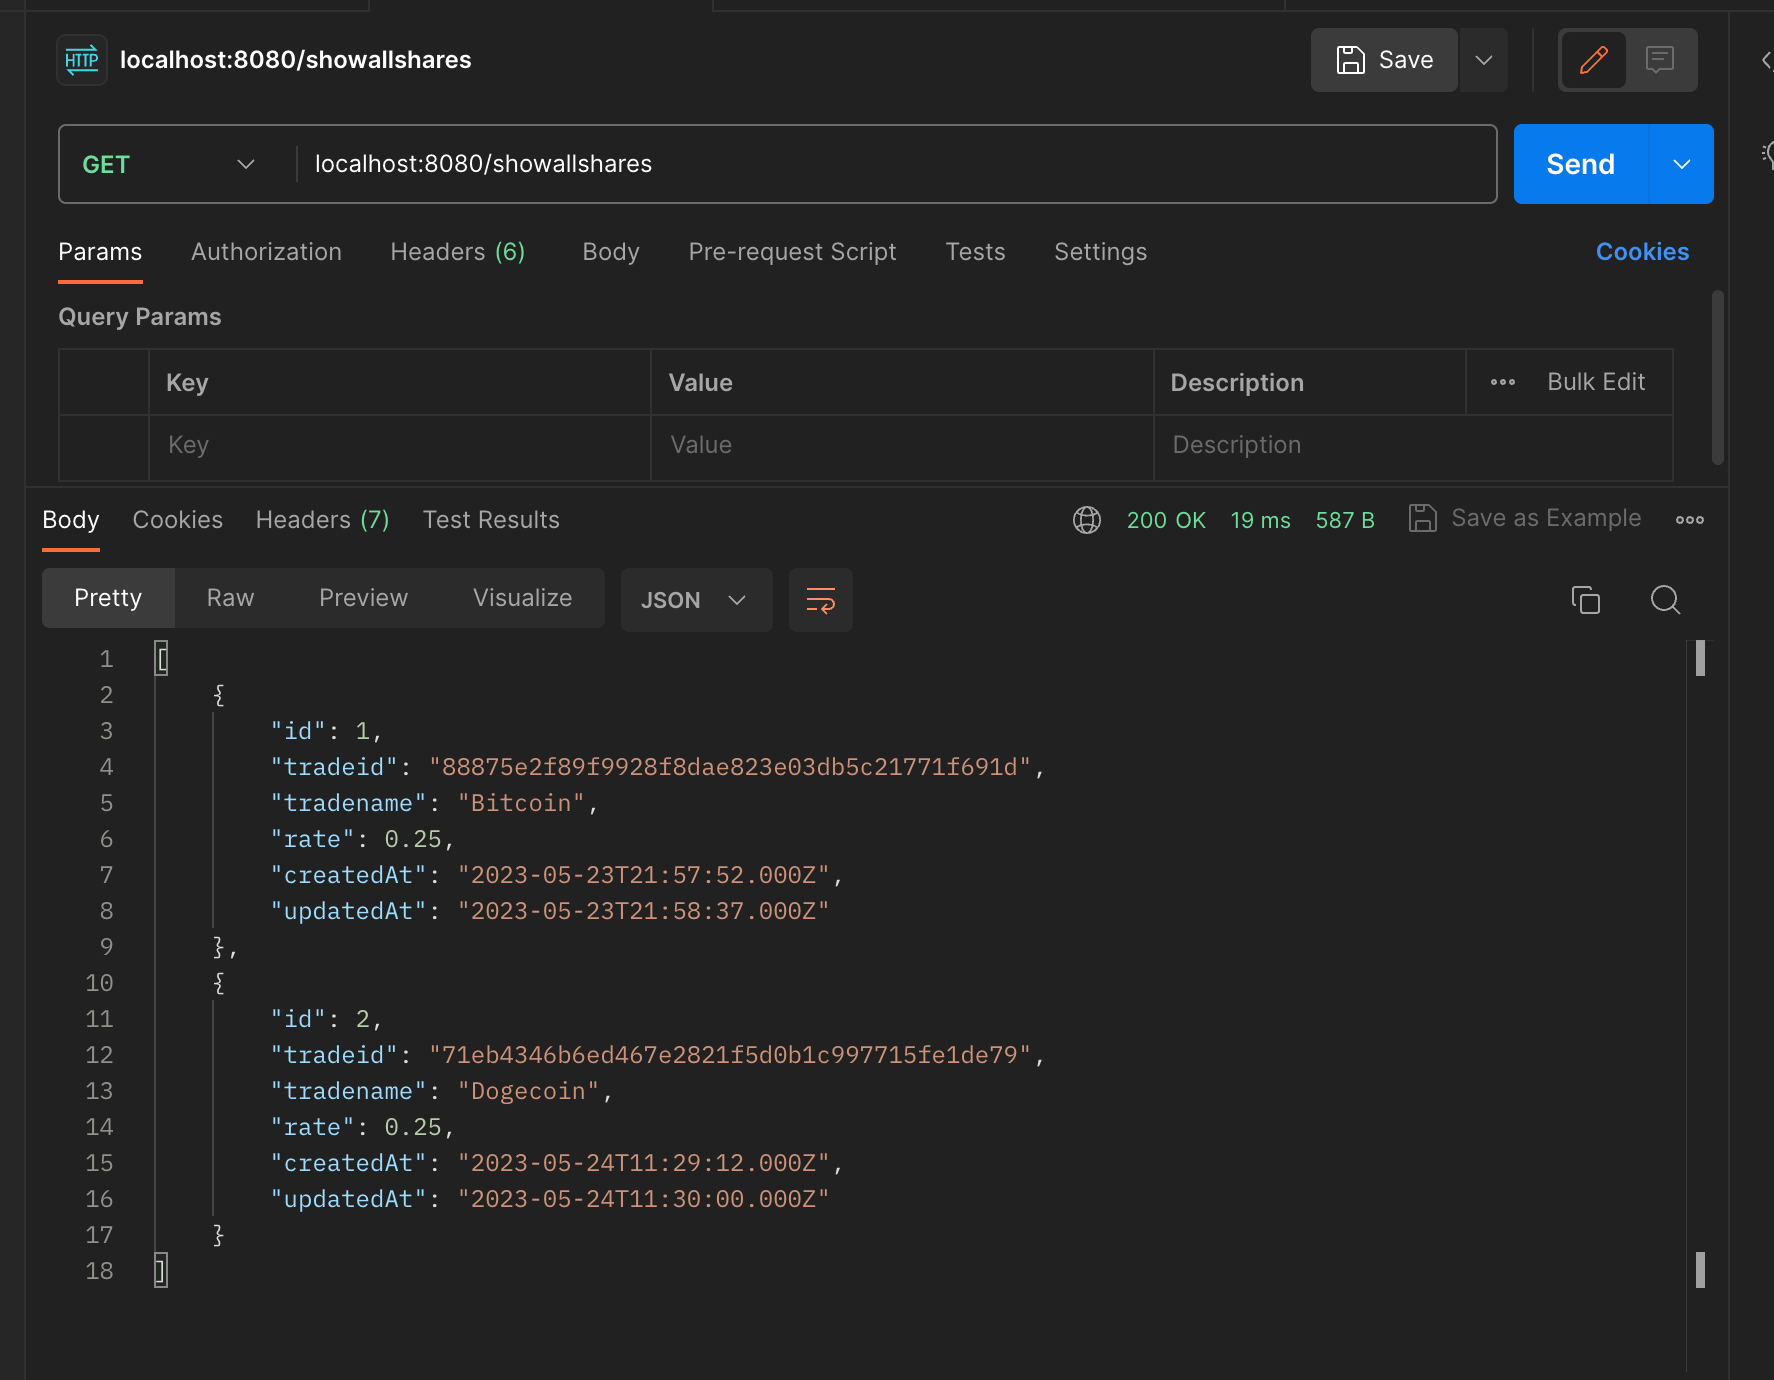 HTTP localhost:8080/showallshares Save
GET localhost:8080/showallshares Send
Params Authorization Headers (6) Body Pre-request Script Tests Settings Cookies
Query Params
Key Value Description Bulk Edit
Key Value Description
Body Cookies Headers (7) Test Results 200 OK 19 ms 587 B Save as Example
Pretty Raw Preview Visualize JSON
1 [
2 {
3 "id": 1,
4 "tradeid": "88875e2f89f9928f8dae823e03db5c21771f691d",
5 "tradename": "Bitcoin",
6 "rate": 0.25,
7 "createdAt": "2023-05-23T21:57:52.000Z",
8 "updatedAt": "2023-05-23T21:58:37.000Z"
9 },
10 {
11 "id": 2,
12 "tradeid": "71eb4346b6ed467e2821f5d0b1c997715fe1de79",
13 "tradename": "Dogecoin",
14 "rate": 0.25,
15 "createdAt": "2023-05-24T11:29:12.000Z",
16 "updatedAt": "2023-05-24T11:30:00.000Z"
17 }
18 ]